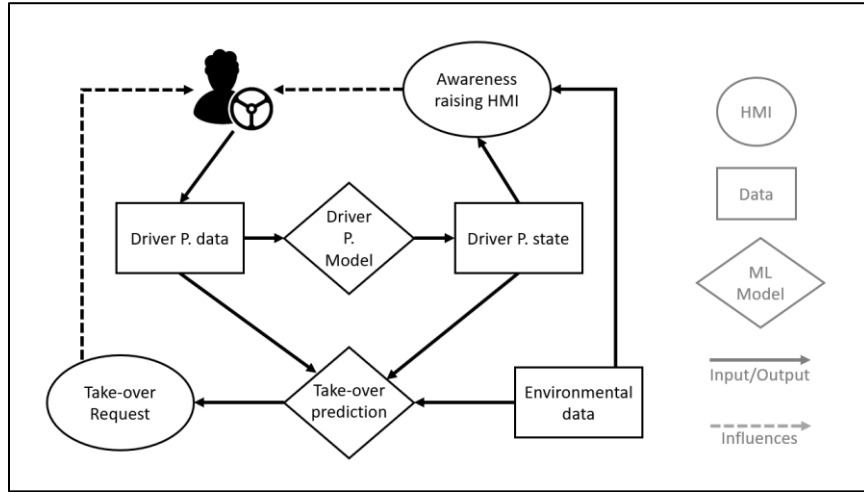 Awareness
raising HMI
HMI
Data
Driver P. data
Driver
P.
Model
Driver P. state
ML
Model
Input/Output
Take-over
Request
Take-over
prediction
Environmental
data
Influences